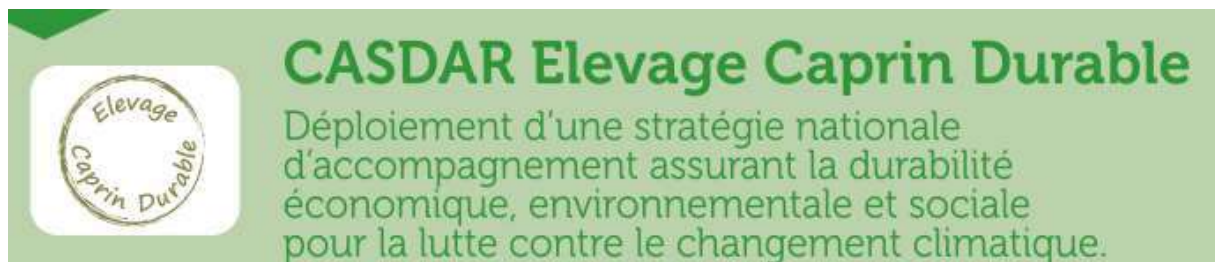 Elevage
Caprin Durable
CASDAR Elevage Caprin Durable
Déploiement d'une stratégie nationale
d'accompagnement assurant la durabilité
économique, environnementale et sociale
pour la lutte contre le changement climatique.